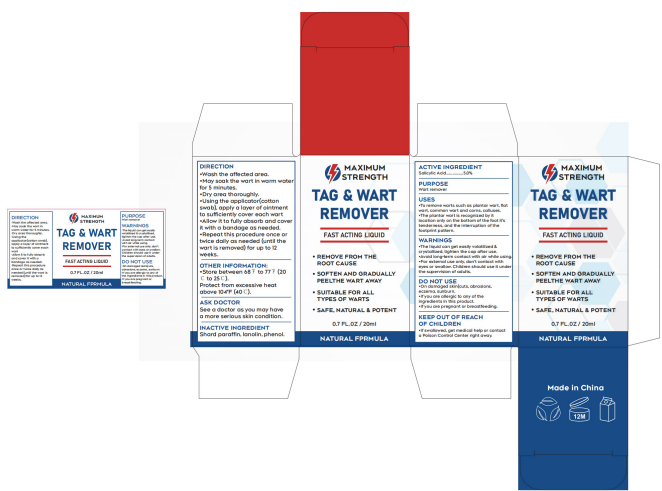 DIRECTION
•Wash the affected area.
•May soak the wart in warm water
for 5 minutes.
•Dry area thoroughly.
•Using the applicator(cotton
swab), apply a layer of ointment
to sufficiently cover each wart
•Allow it to fully absorb and cover
it with a bandage as needed.
•Repeat this procedure once or
twice daily as needed (until the
wart is removed) for up to 12
weeks.
OTHER INFORMATION:
•Store between 68℉ to 77℉ (20
℃ to 25℃).
Protect from excessive heat
above 104℉ (40℃).
ASK DOCTOR
See a doctor as you may have
a more serious skin condition.
INACTIVE INGREDIENT
Shard paraffin, lanolin, phenol.
MAXIMUM
STRENGTH
TAG & WART
REMOVER
FAST ACTING LIQUID
• REMOVE FROM THE
ROOT CAUSE
• SOFTEN AND GRADUALLY
PEELTHE WART AWAY
• SUITABLE FOR ALL
TYPES OF WARTS
• SAFE, NATURAL & POTENT
0.7 FL.OZ / 20ml
NATURAL FPRMULA
ACTIVE INGREDIENT
Salicylic Acid...........5.0%
PURPOSE
Wart remover
USES
•To remove warts such as plantar wart, flat
wart, common wart and corns, calluses.
•The plantar wart is recognized by it
location only on the bottom of the foot it's
tenderness, and the interruption of the
footprint pattern.
WARNINGS
•The liquid can get easily volatilized &
crystallized, tighten the cap after use.
•Avoid long-term contact with air while using.
•For external use only, don't contact with
eyes or swallow. Children should use it under
the supervision of adults.
DO NOT USE
•On damaged skin(cuts, abrasions,
eczema, sunburn.
•If you are allergic to any of the
ingredients in this product.
•If you are pregnant or breastfeeding.
KEEP OUT OF REACH
OF CHILDREN
•If swallowed, get medical help or contact
a Poison Control Center right away.
MAXIMUM
STRENGTH
TAG & WART
REMOVER
FAST ACTING LIQUID
• REMOVE FROM THE
ROOT CAUSE
• SOFTEN AND GRADUALLY
PEELTHE WART AWAY
• SUITABLE FOR ALL
TYPES OF WARTS
• SAFE, NATURAL & POTENT
0.7 FL.OZ / 20ml
NATURAL FPRMULA
Made in China
12M
DIRECTION
•Wash the affected area.
MAXIMUM
STRENGTH
TAG & WART
REMOVER
FAST ACTING LIQUID
0.7 FL.OZ / 20ml
NATURAL FPRMULA
PURPOSE
Wart remover
WARNINGS
DO NOT USE